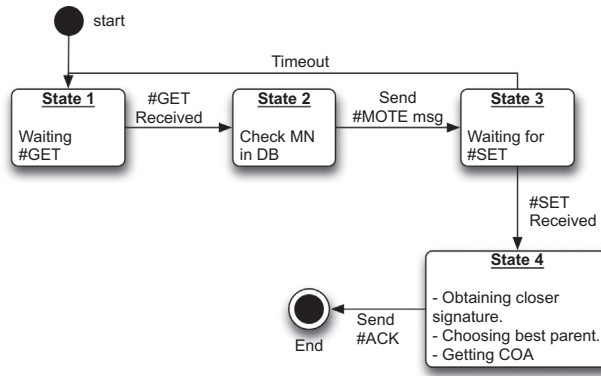 start
Timeout
State 1
Waiting
#GET
#GET
Received
State 2
Check MN
in DB
Send
#MOTE msg
State 3
Waiting for
#SET
#SET
Received
State 4
- Obtaining closer
signature.
- Choosing best parent.
- Getting COA
Send
#ACK
End